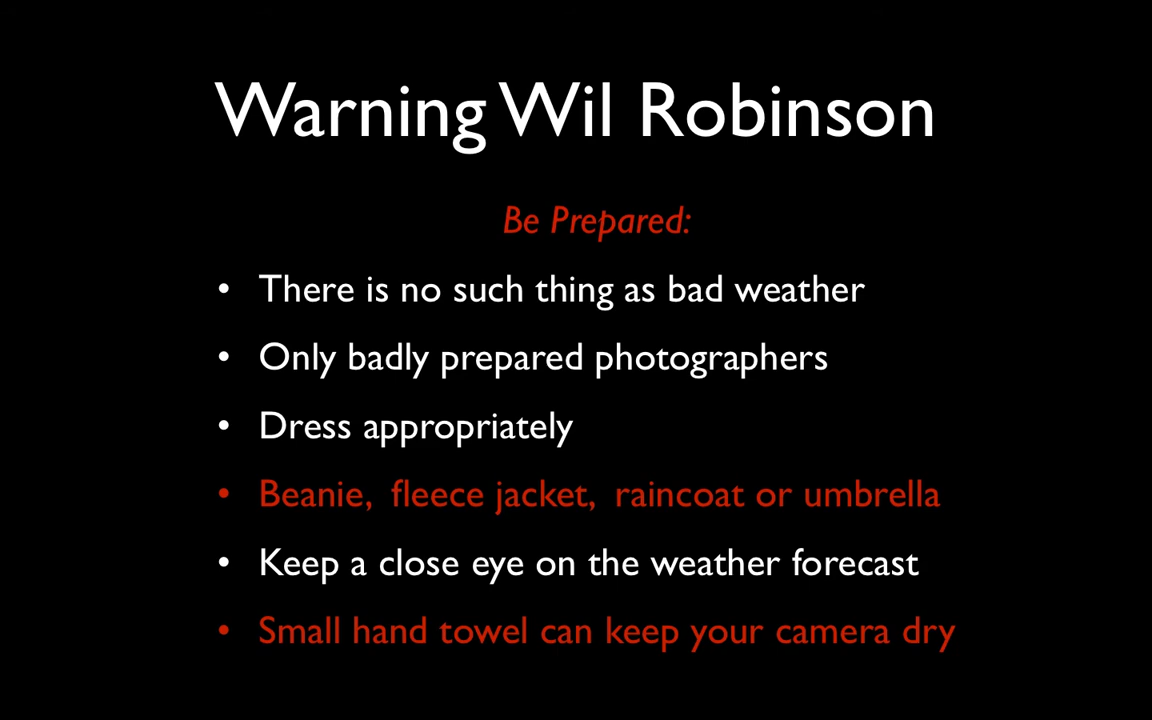 Warning Wil Robinson
Be Prepared:
• There is no such thing as bad weather
• Only badly prepared photographers
• Dress appropriately
• Beanie, fleece jacket, raincoat or umbrella
• Keep a close eye on the weather forecast
• Small hand towel can keep your camera dry